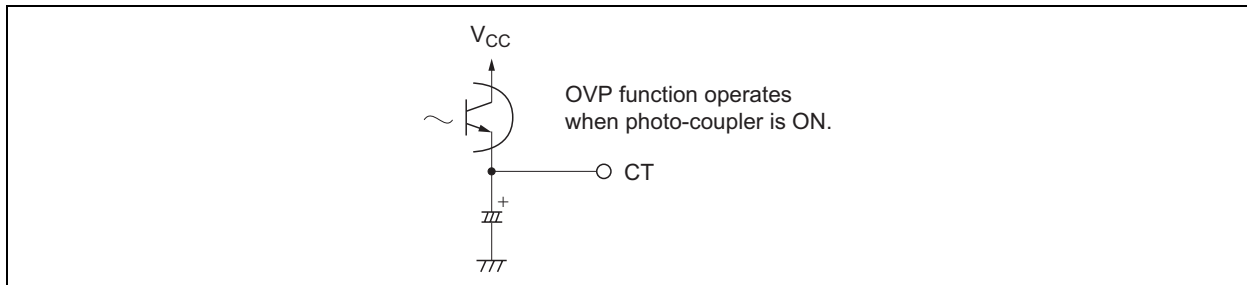 VCC
OVP function operates
when photo-coupler is ON.
CT
+